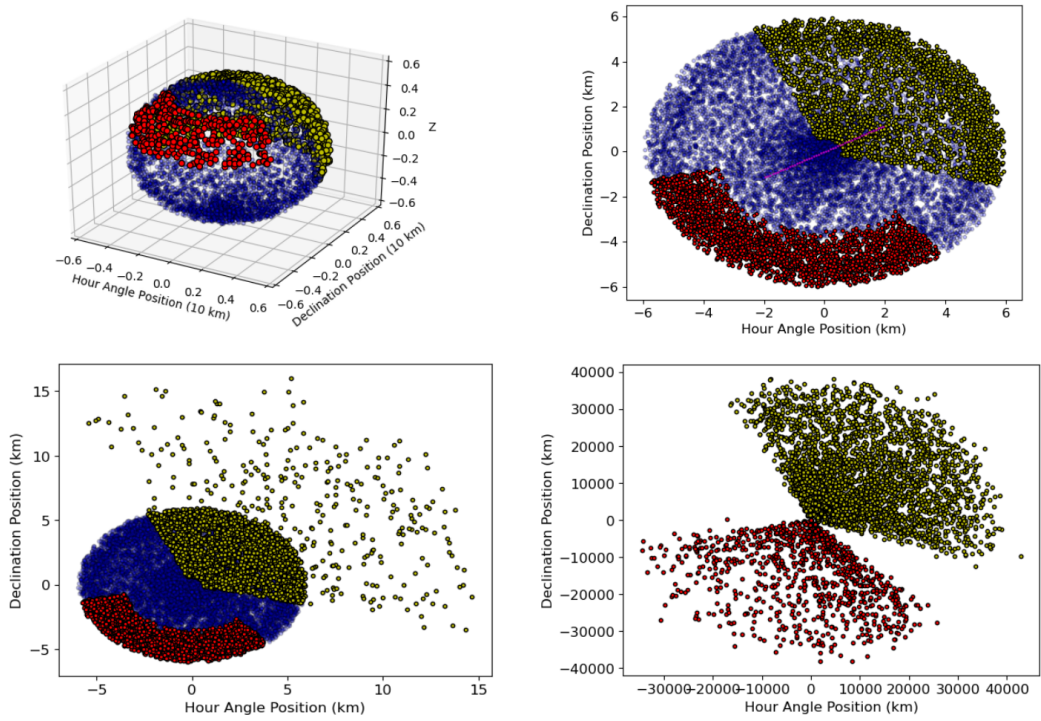 0.6
0.4
0.2
0.0
−0.2
−0.4
−0.6
Z
−0.6 −0.4 −0.2 0.0 0.2 0.4 0.6
Hour Angle Position (10 km)
−0.6 −0.4 −0.2 0.0 0.2 0.4 0.6
Declination Position (10 km)
6
4
2
0
−2
−4
−6
Declination Position (km)
−6 −4 −2 0 2 4 6
Hour Angle Position (km)
15
10
5
0
−5
Declination Position (km)
−5 0 5 10 15
Hour Angle Position (km)
40000
30000
20000
10000
0
−10000
−20000
−30000
−40000
Declination Position (km)
−30000 −20000 −10000 0 10000 20000 30000 40000
Hour Angle Position (km)